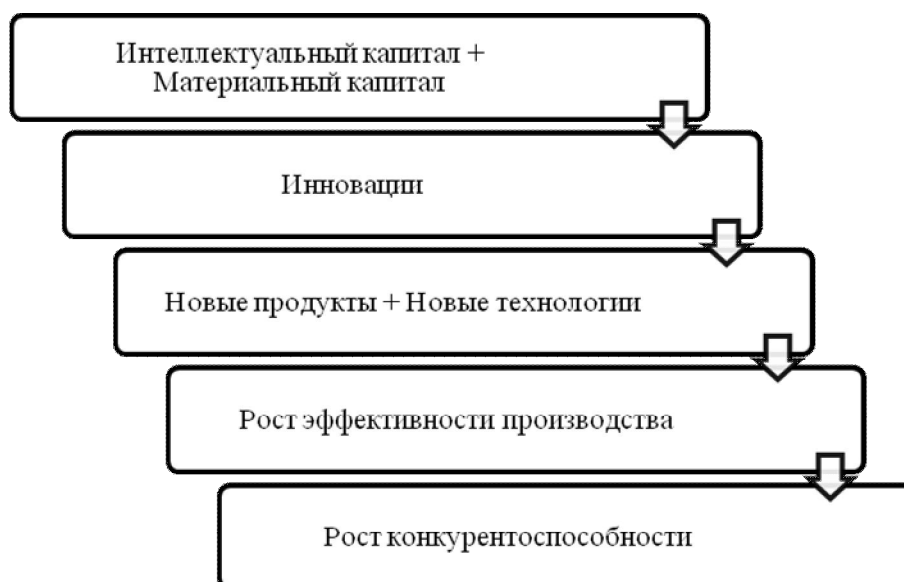 Интеллектуальный капитал +
Материальный капитал
Инновации
Новые продукты + Новые технологии
Рост эффективности производства
Рост конкурентоспособности